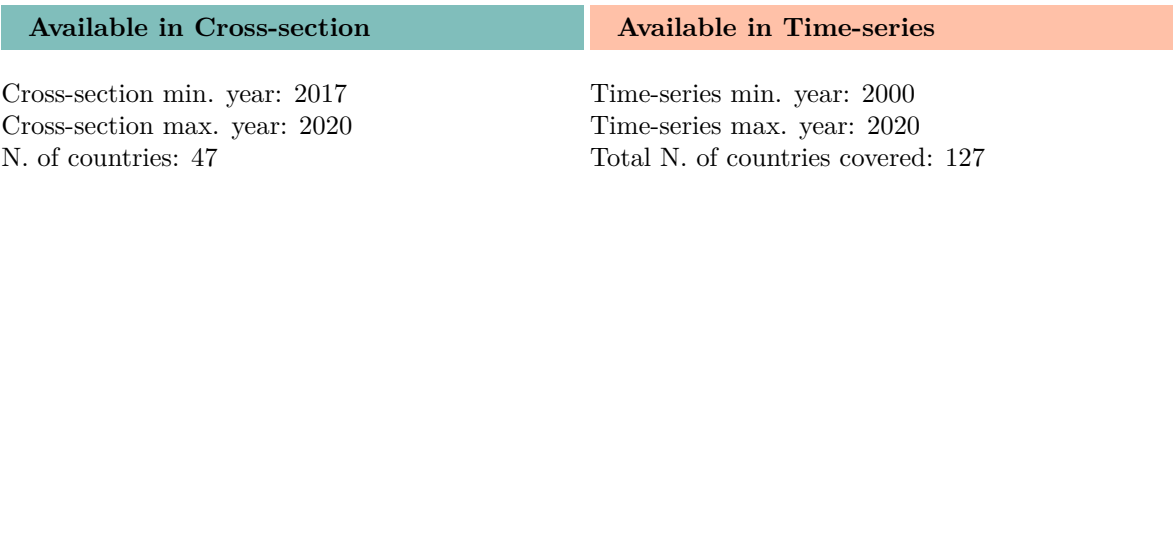 Available in Cross-section
Cross-section min. year: 2017
Cross-section max. year: 2020
N. of countries: 47
Available in Time-series
Time-series min. year: 2000
Time-series max. year: 2020
Total N. of countries covered: 127